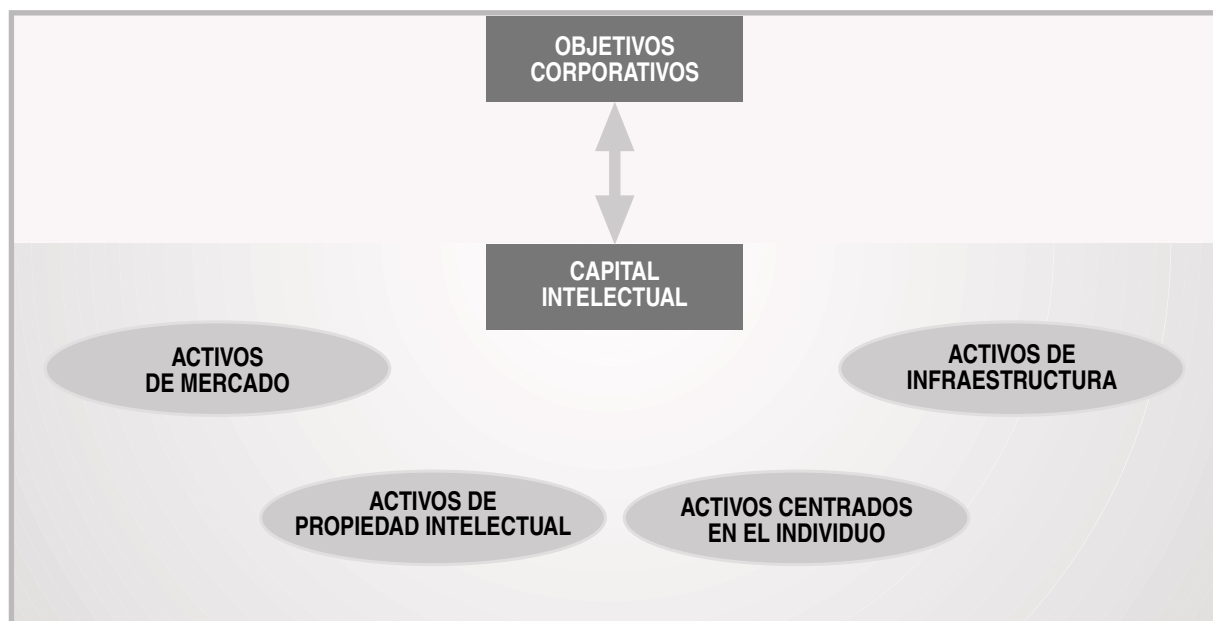 OBJETIVOS
CORPORATIVOS
CAPITAL
INTELECTUAL
ACTIVOS
DE MERCADO
ACTIVOS DE
INFRAESTRUCTURA
ACTIVOS DE
PROPIEDAD INTELECTUAL
ACTIVOS CENTRADOS
EN EL INDIVIDUO